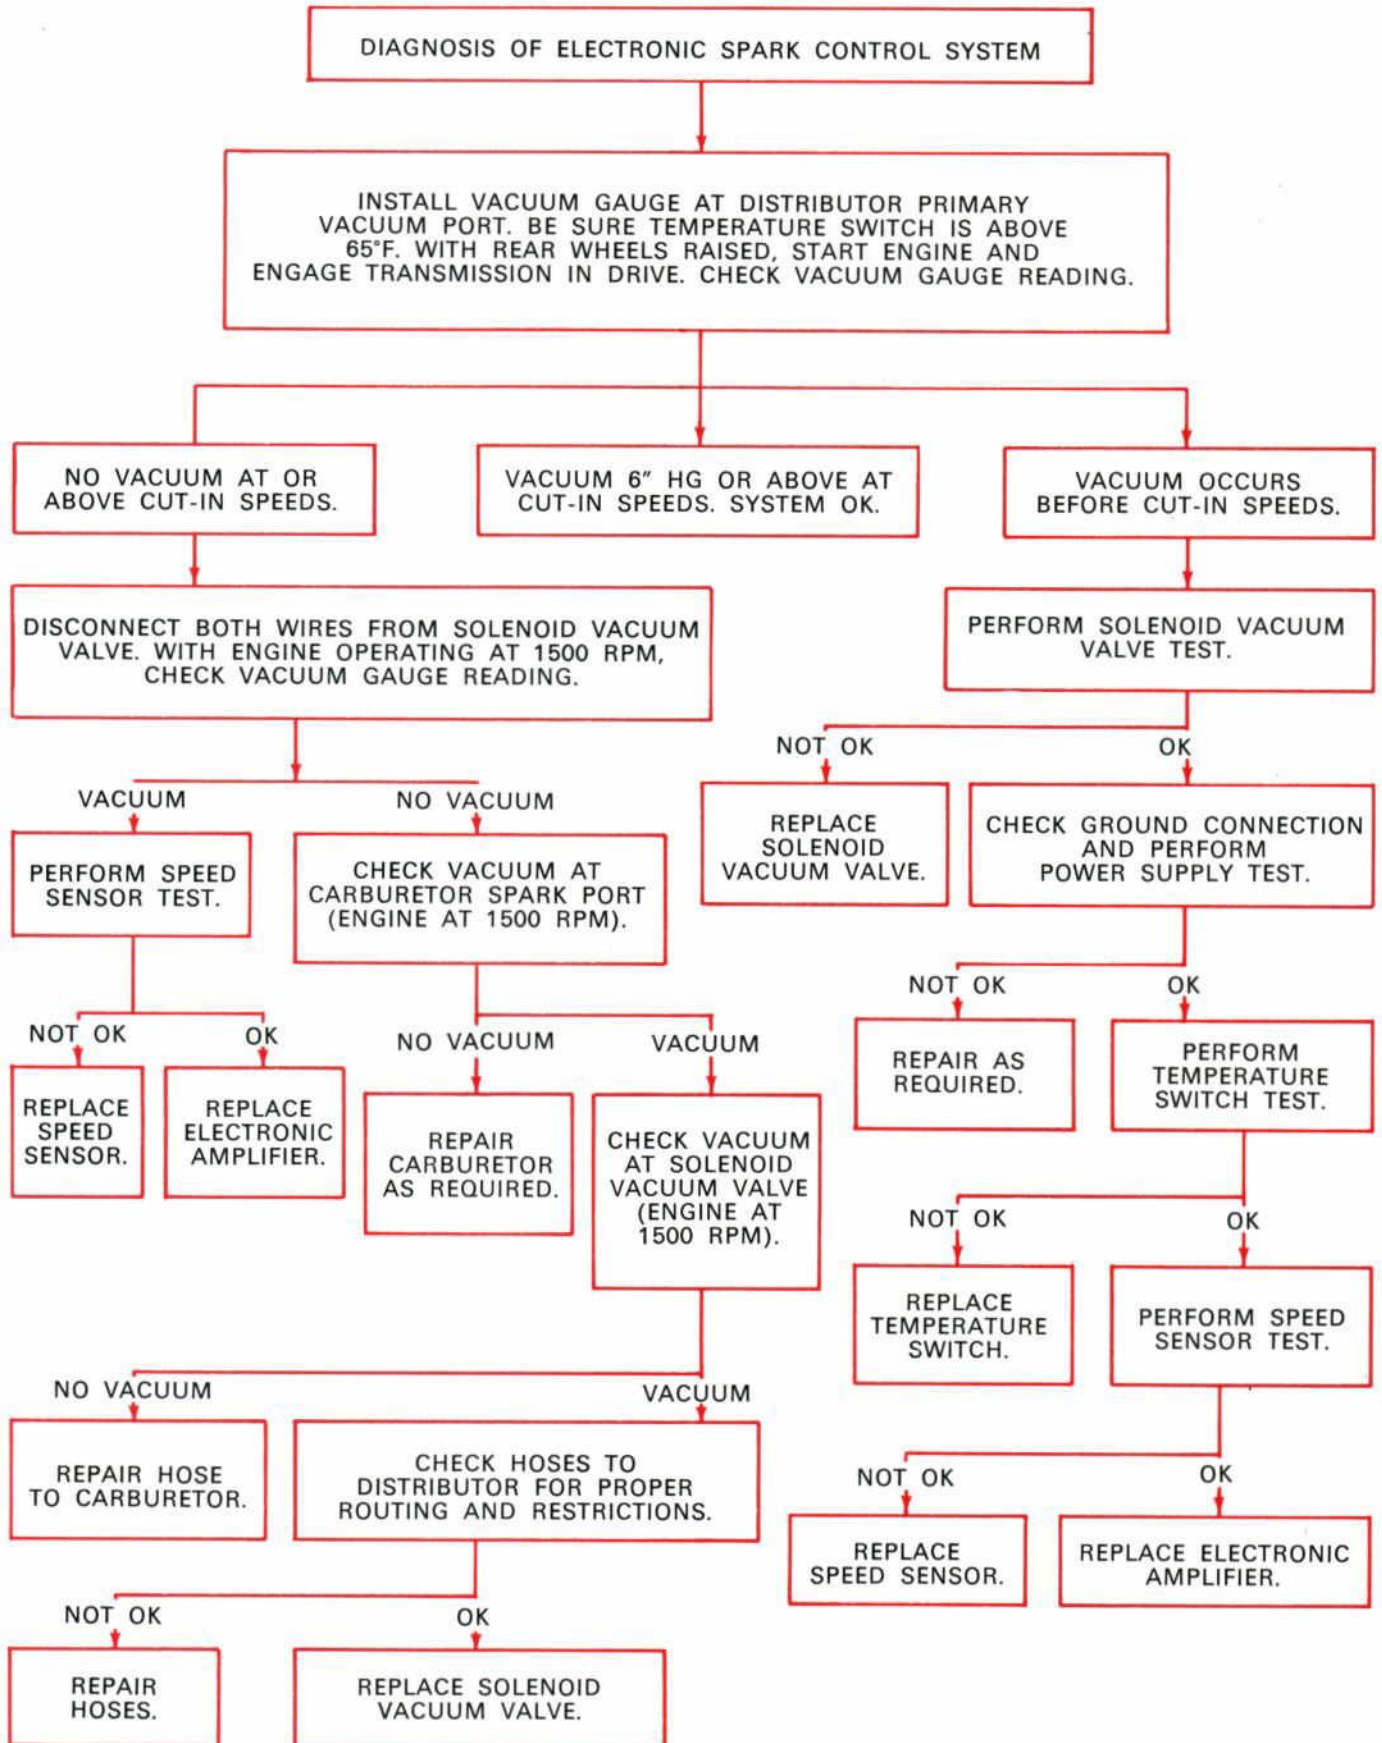 DIAGNOSIS OF ELECTRONIC SPARK CONTROL SYSTEM
INSTALL VACUUM GAUGE AT DISTRIBUTOR PRIMARY
VACUUM PORT. BE SURE TEMPERATURE SWITCH IS ABOVE
65°F. WITH REAR WHEELS RAISED, START ENGINE AND
ENGAGE TRANSMISSION IN DRIVE. CHECK VACUUM GAUGE READING.
NO VACUUM AT OR
ABOVE CUT-IN SPEEDS.
VACUUM 6" HG OR ABOVE AT
CUT-IN SPEEDS. SYSTEM OK.
VACUUM OCCURS
BEFORE CUT-IN SPEEDS.
DISCONNECT BOTH WIRES FROM SOLENOID VACUUM
VALVE. WITH ENGINE OPERATING AT 1500 RPM,
CHECK VACUUM GAUGE READING.
PERFORM SOLENOID VACUUM
VALVE TEST.
NOT OK
OK
VACUUM
NO VACUUM
REPLACE
SOLENOID
VACUUM VALVE.
CHECK GROUND CONNECTION
AND PERFORM
POWER SUPPLY TEST.
PERFORM SPEED
SENSOR TEST.
CHECK VACUUM AT
CARBURETOR SPARK PORT
(ENGINE AT 1500 RPM).
NOT OK
OK
NOT OK
OK
NO VACUUM
VACUUM
REPAIR AS
REQUIRED.
PERFORM
TEMPERATURE
SWITCH TEST.
REPLACE
SPEED
SENSOR.
REPLACE
ELECTRONIC
AMPLIFIER.
REPAIR
CARBURETOR
AS REQUIRED.
CHECK VACUUM
AT SOLENOID
VACUUM VALVE
(ENGINE AT
1500 RPM).
NOT OK
OK
REPLACE
TEMPERATURE
SWITCH.
PERFORM SPEED
SENSOR TEST.
NO VACUUM
VACUUM
REPAIR HOSE
TO CARBURETOR.
CHECK HOSES TO
DISTRIBUTOR FOR PROPER
ROUTING AND RESTRICTIONS.
NOT OK
OK
REPLACE
SPEED SENSOR.
REPLACE ELECTRONIC
AMPLIFIER.
NOT OK
OK
REPAIR
HOSES.
REPLACE SOLENOID
VACUUM VALVE.